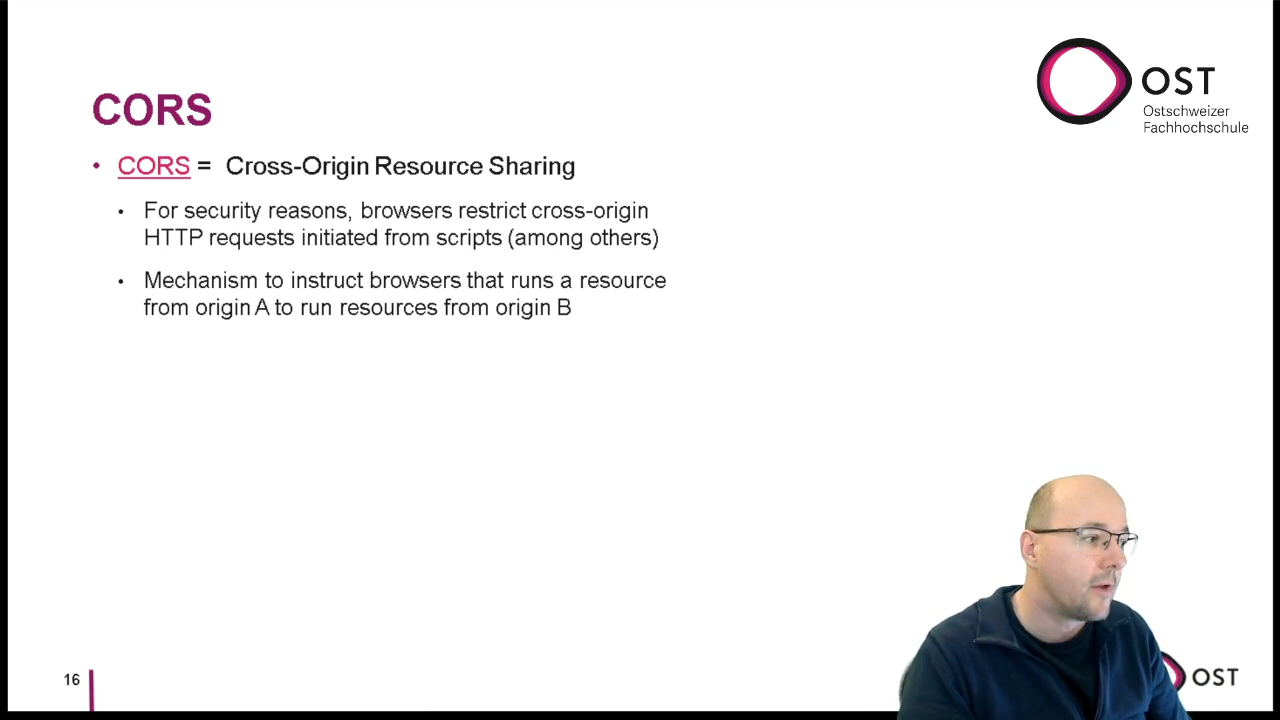 OST
Ostschweizer
Fachhochschule
CORS
• CORS = Cross-Origin Resource Sharing
• For security reasons, browsers restrict cross-origin
HTTP requests initiated from scripts (among others)
• Mechanism to instruct browsers that runs a resource
from origin A to run resources from origin B
16
OST